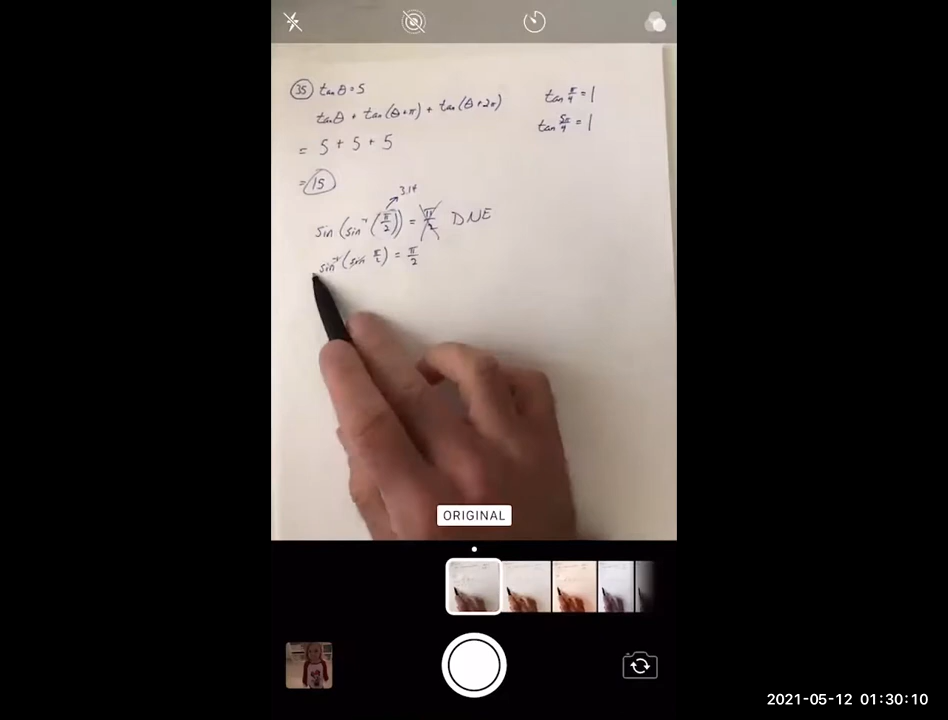 35 tan θ = 5
tan θ + tan(θ+π) + tan(θ+2π)
= 5 + 5 + 5
= 15
tan π/4 = 1
tan 5π/4 = 1
3.14
sin(sin⁻¹(π/2)) = π/2 DNE
sin⁻¹(sin π/2) = π/2
ORIGINAL
2021-05-12 01:30:10